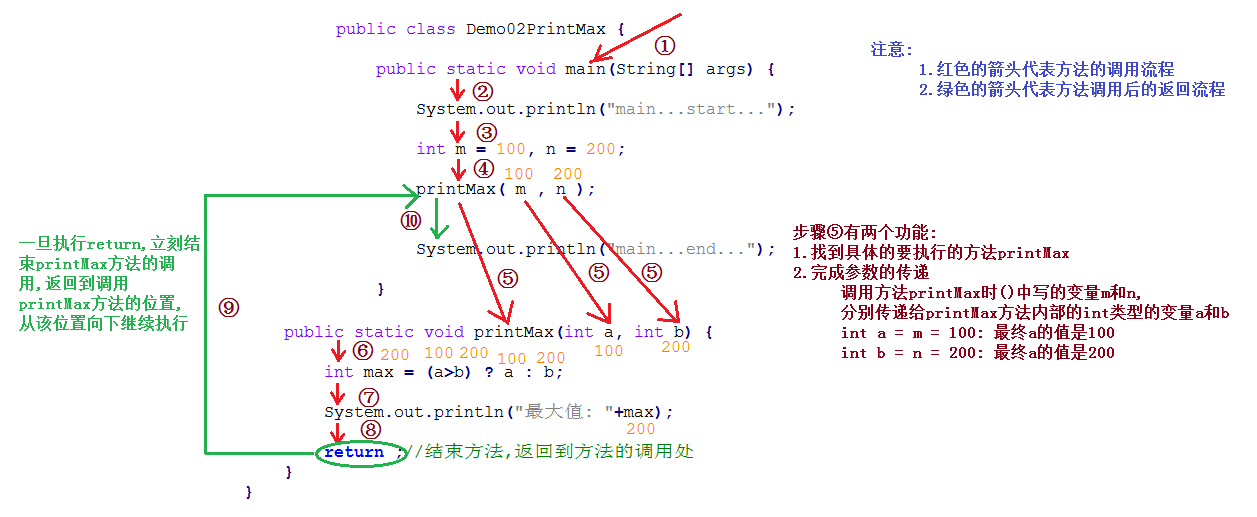 public class Demo02PrintMax {
①
注意:
1.红色的箭头代表方法的调用流程
2.绿色的箭头代表方法调用后的返回流程
public static void main(String[] args) {
②
System.out.println("main...start...");
③
int m = 100, n = 200;
④
100 200
printMax( m , n );
⑩
System.out.println("main...end...");
⑤ ⑤ ⑤
}
一旦执行return,立刻结
束printMax方法的调
用,返回到调用
printMax方法的位置,
从该位置向下继续执行
⑨
步骤⑤有两个功能:
1.找到具体的要执行的方法printMax
2.完成参数的传递
调用方法printMax时()中写的变量m和n,
分别传递给printMax方法内部的int类型的变量a和b
int a = m = 100: 最终a的值是100
int b = n = 200: 最终a的值是200
public static void printMax(int a, int b) {
⑥ 200 100 200 100 200 100 200
int max = (a>b) ? a : b;
⑦
System.out.println("最大值: "+max);
⑧ 200
return ;//结束方法,返回到方法的调用处
}
}